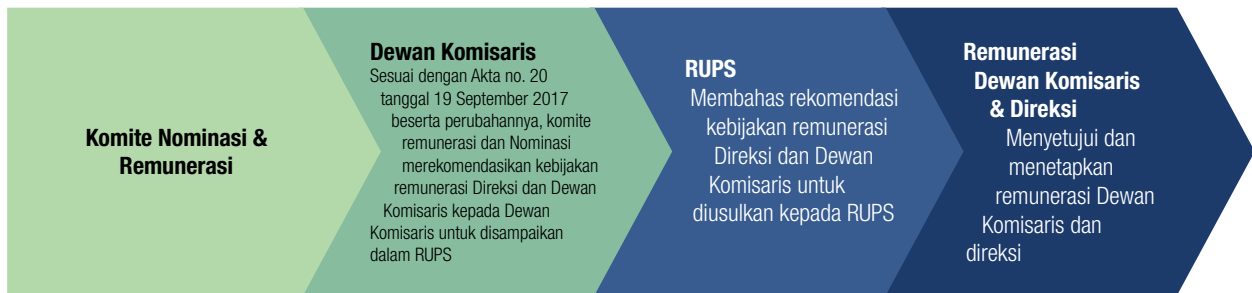 Komite Nominasi &
Remunerasi
Dewan Komisaris
Sesuai dengan Akta no. 20
tanggal 19 September 2017
beserta perubahannya, komite
remunerasi dan Nominasi
merekomendasikan kebijakan
remunerasi Direksi dan Dewan
Komisaris kepada Dewan
Komisaris untuk disampaikan
dalam RUPS
RUPS
Membahas rekomendasi
kebijakan remunerasi
Direksi dan Dewan
Komisaris untuk
diusulkan kepada RUPS
Remunerasi
Dewan Komisaris
& Direksi
Menyetujui dan
menetapkan
remunerasi Dewan
Komisaris dan
direksi